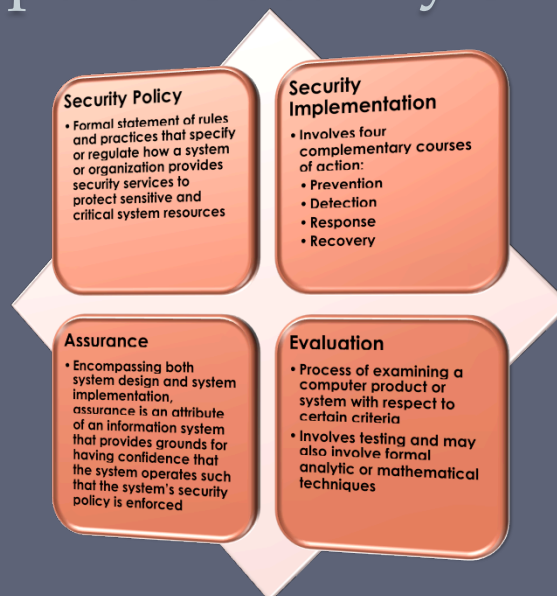 Security Policy
• Formal statement of rules
and practices that specify
or regulate how a system
or organization provides
security services to
protect sensitive and
critical system resources
Security
Implementation
• Involves four
complementary courses
of action:
• Prevention
• Detection
• Response
• Recovery
Assurance
• Encompassing both
system design and system
implementation,
assurance is an attribute
of an information system
that provides grounds for
having confidence that
the system operates such
that the system's security
policy is enforced
Evaluation
• Process of examining a
computer product or
system with respect to
certain criteria
• Involves testing and may
also involve formal
analytic or mathematical
techniques